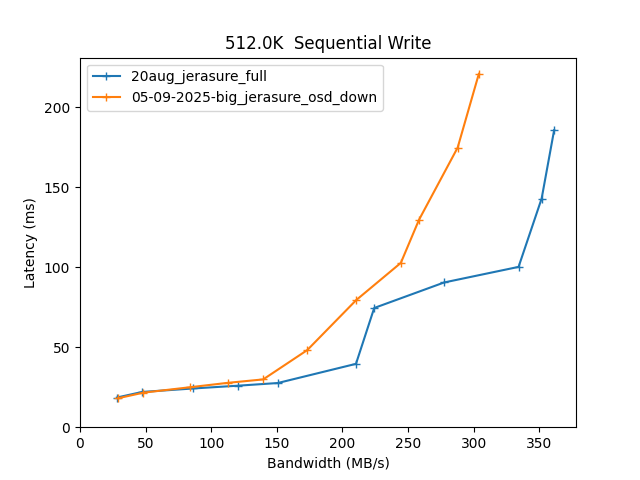 512.0K  Sequential Write
20aug_jerasure_full
05-09-2025-big_jerasure_osd_down
Latency (ms)
200
150
100
50
0
0 50 100 150 200 250 300 350
Bandwidth (MB/s)